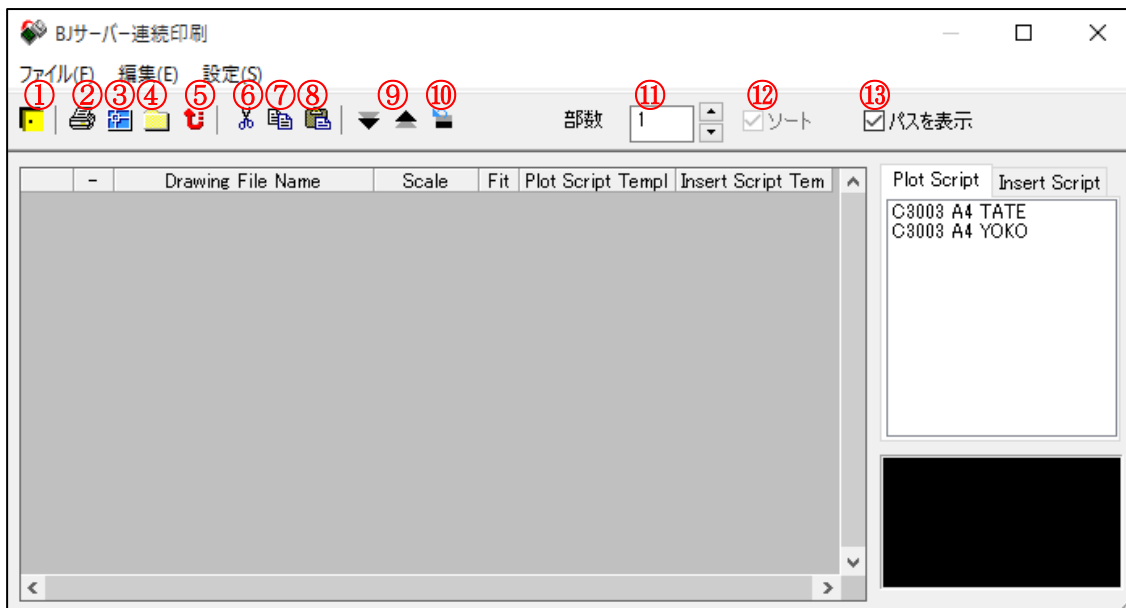 BJサーバー連続印刷
ファイル(F) 編集(E) 設定(S)
① ② ③ ④ ⑤ ⑥ ⑦ ⑧ ⑨ ⑩ ⑪ ⑫ ⑬
部数 1 ソート パスを表示
- Drawing File Name Scale Fit Plot Script Templ Insert Script Tem
Plot Script Insert Script
C3003 A4 TATE
C3003 A4 YOKO